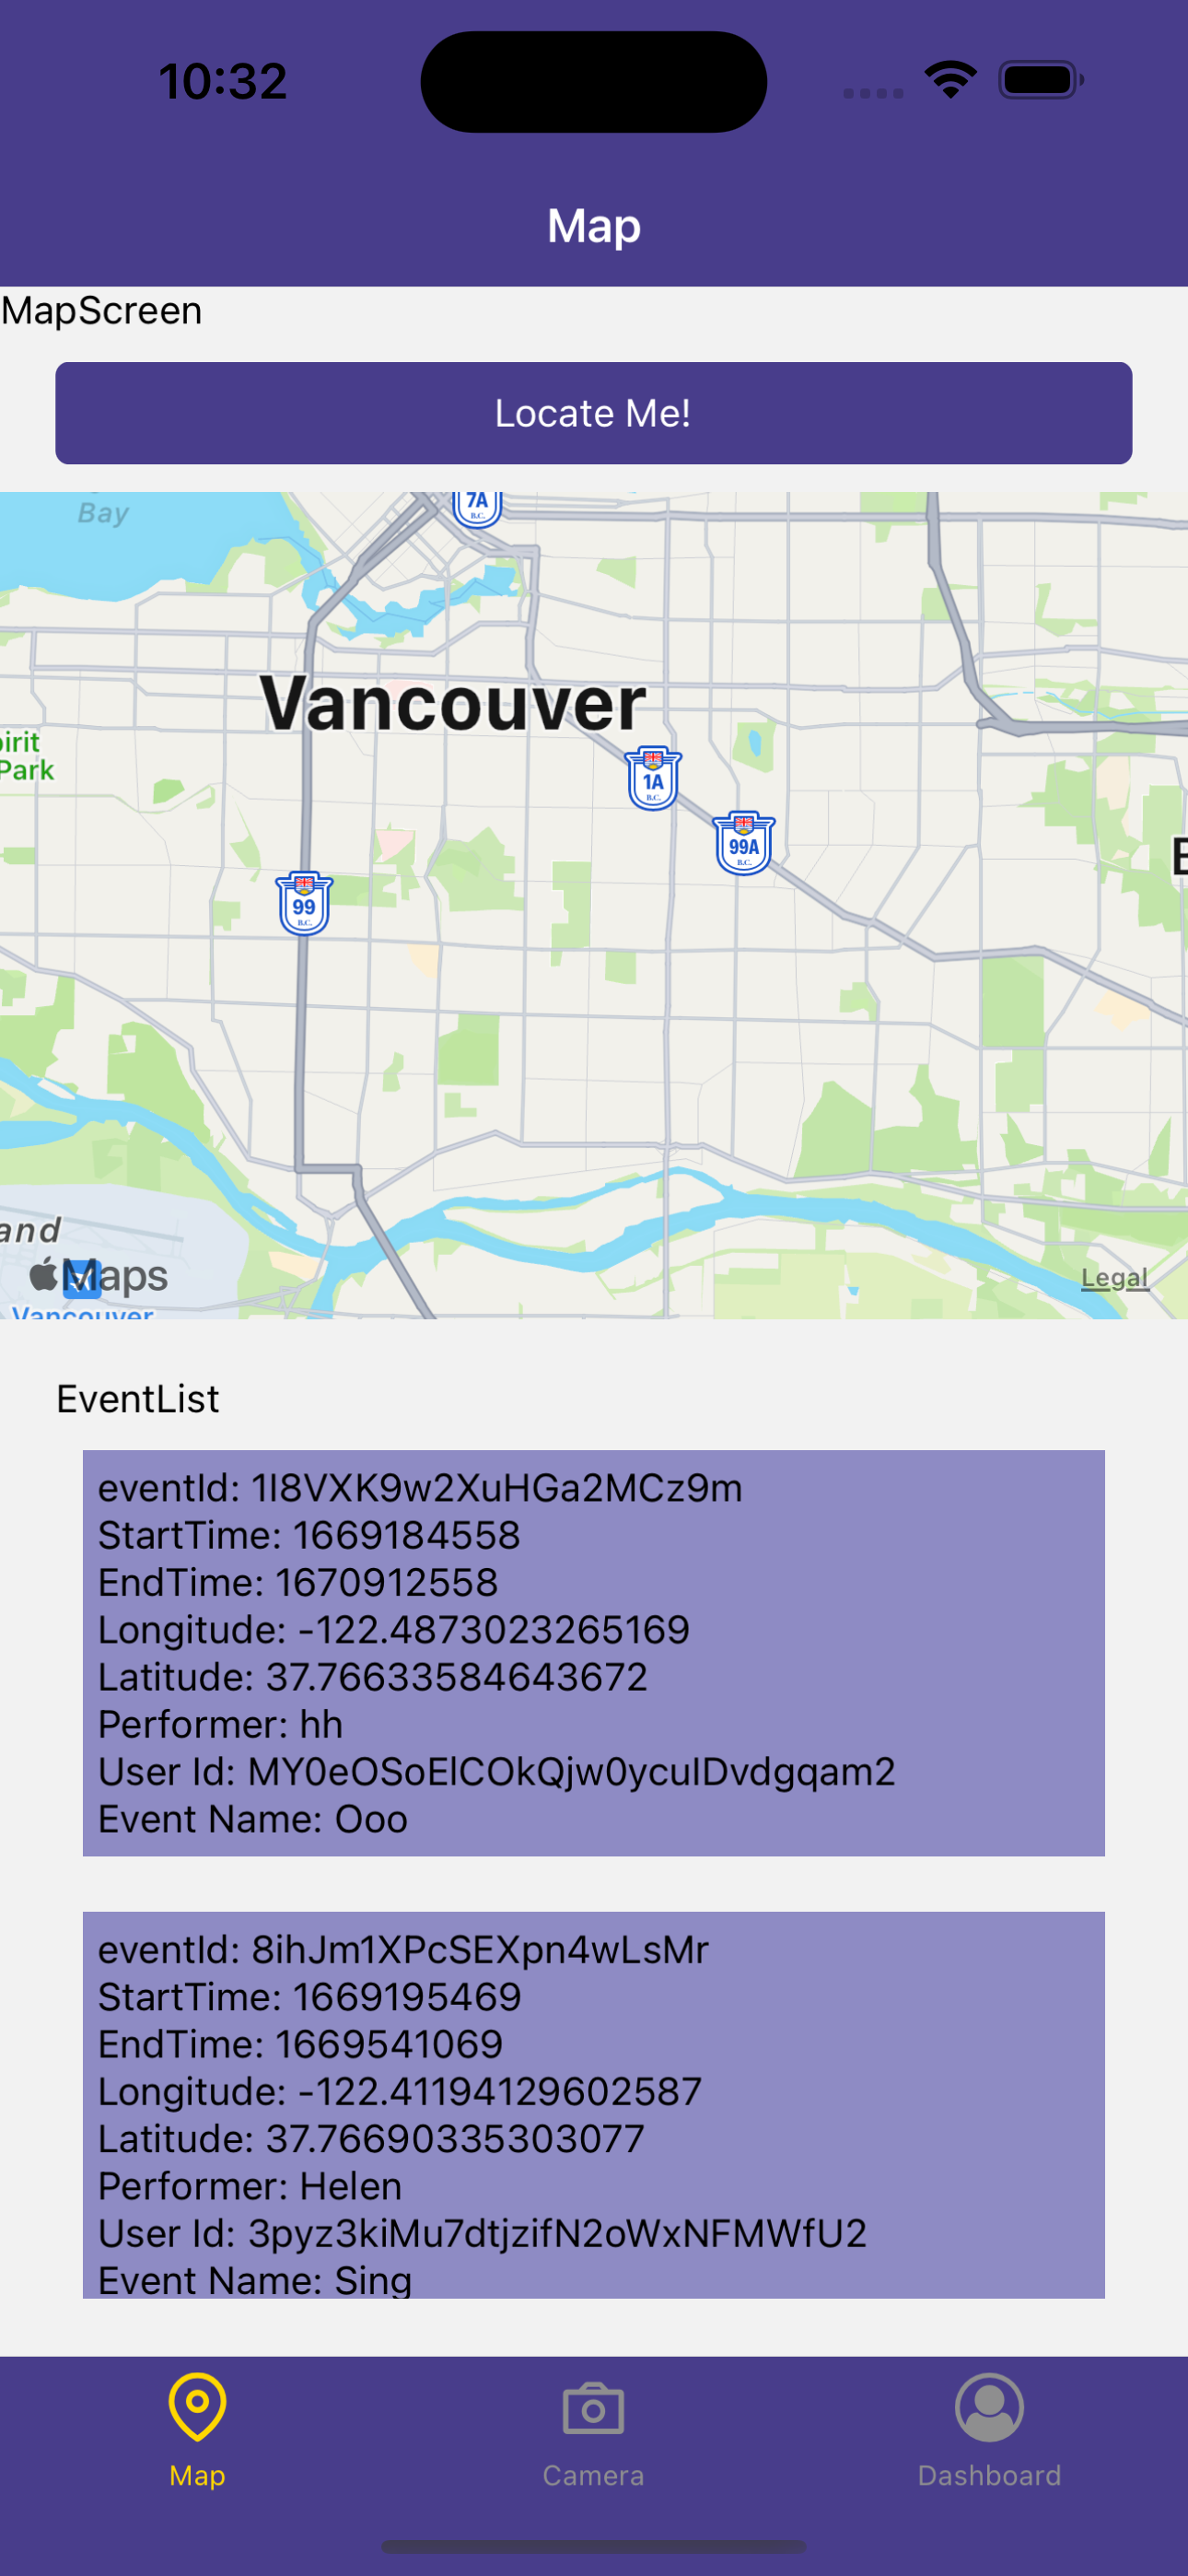 10:32
Map
MapScreen
Locate Me!
Bay
7A
B.C.
Vancouver
irit
Park
1A
B.C.
99A
B.C.
99
B.C.
and
Maps
Legal
Vancouver
EventList
eventId: 1I8VXK9w2XuHGa2MCz9m
StartTime: 1669184558
EndTime: 1670912558
Longitude: -122.4873023265169
Latitude: 37.76633584643672
Performer: hh
User Id: MY0eOSoElCOkQjw0ycuIDvdgqam2
Event Name: Ooo
eventId: 8ihJm1XPcSEXpn4wLsMr
StartTime: 1669195469
EndTime: 1669541069
Longitude: -122.41194129602587
Latitude: 37.76690335303077
Performer: Helen
User Id: 3pyz3kiMu7dtjzifN2oWxNFMWfU2
Event Name: Sing
Map
Camera
Dashboard